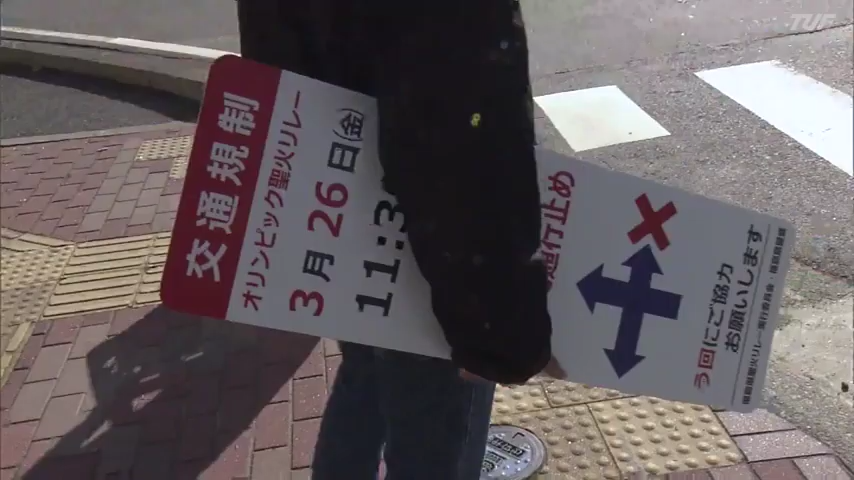 TUF
交通規制
オリンピック聖火リレー
3月26日(金)
11:3
通行止め
う回にご協力
お願いします